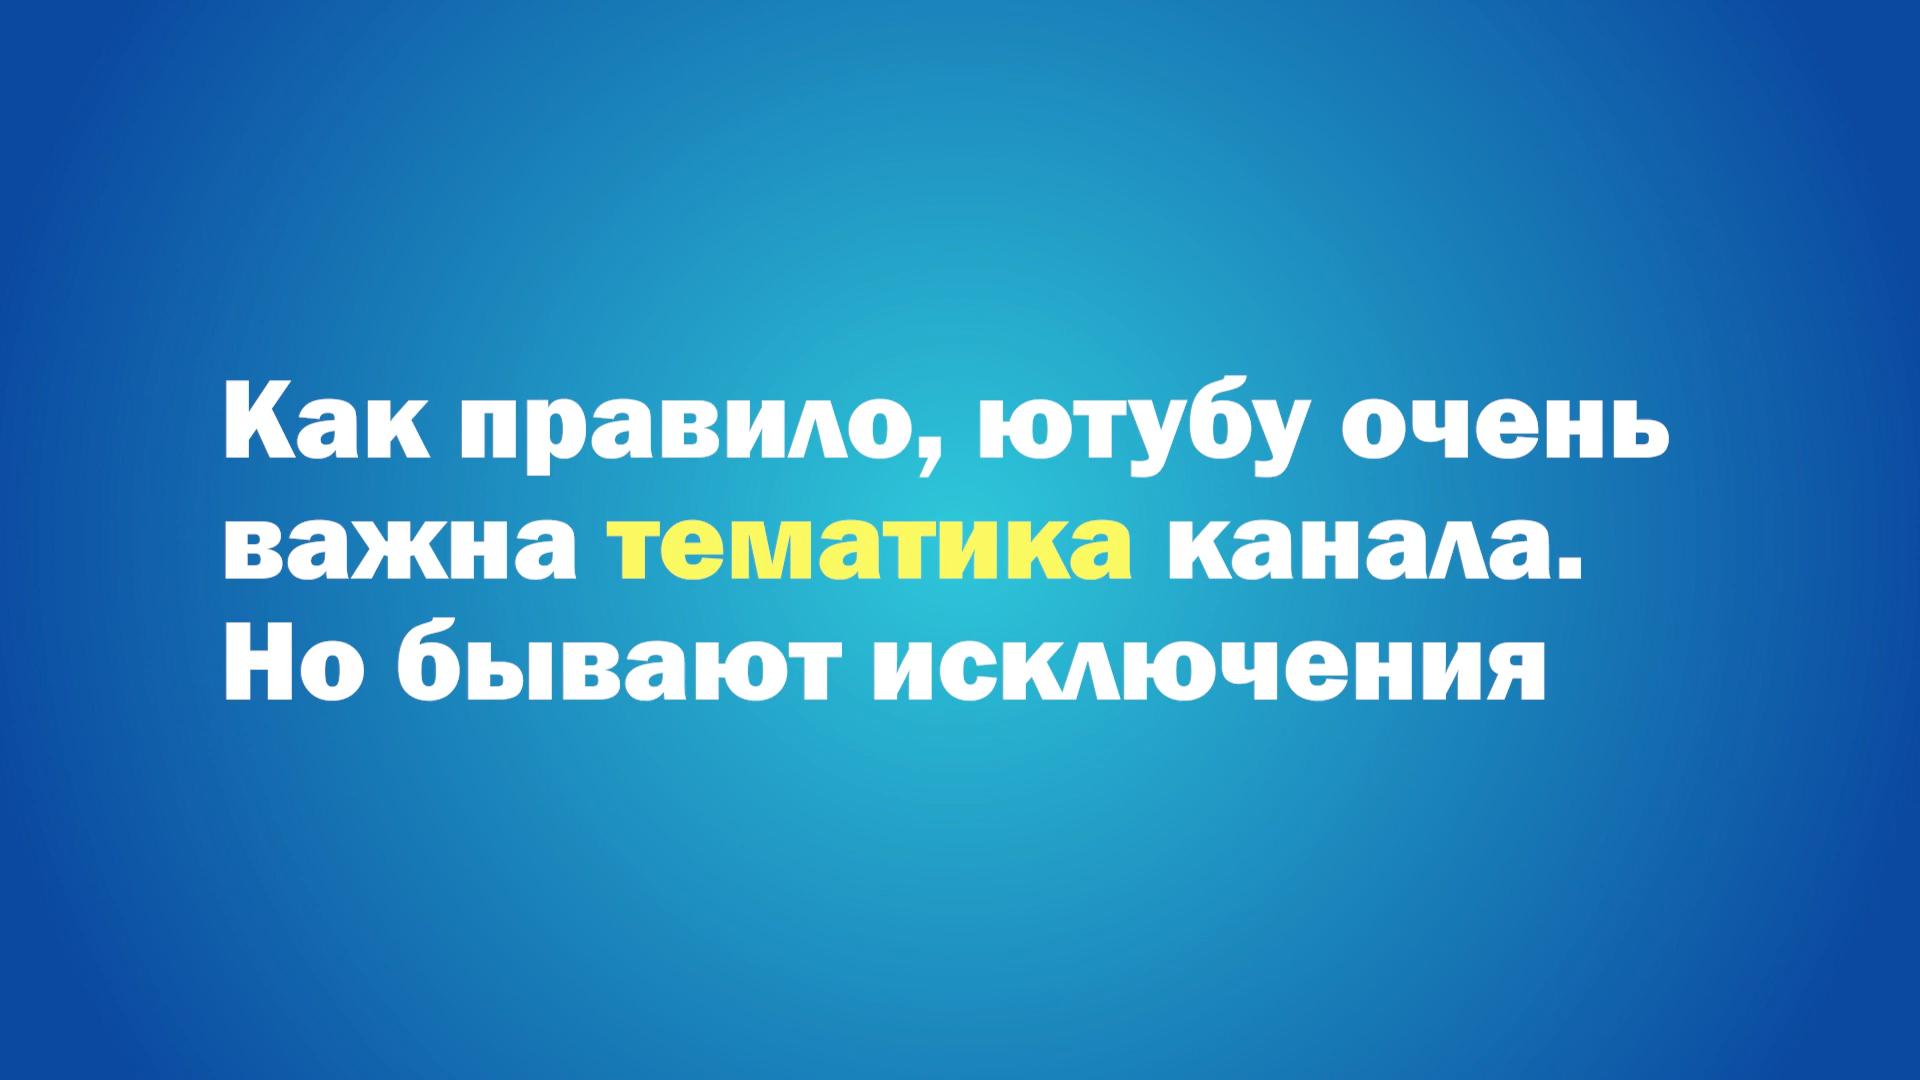 Как правило, ютубу очень
важна тематика канала.
Но бывают исключения